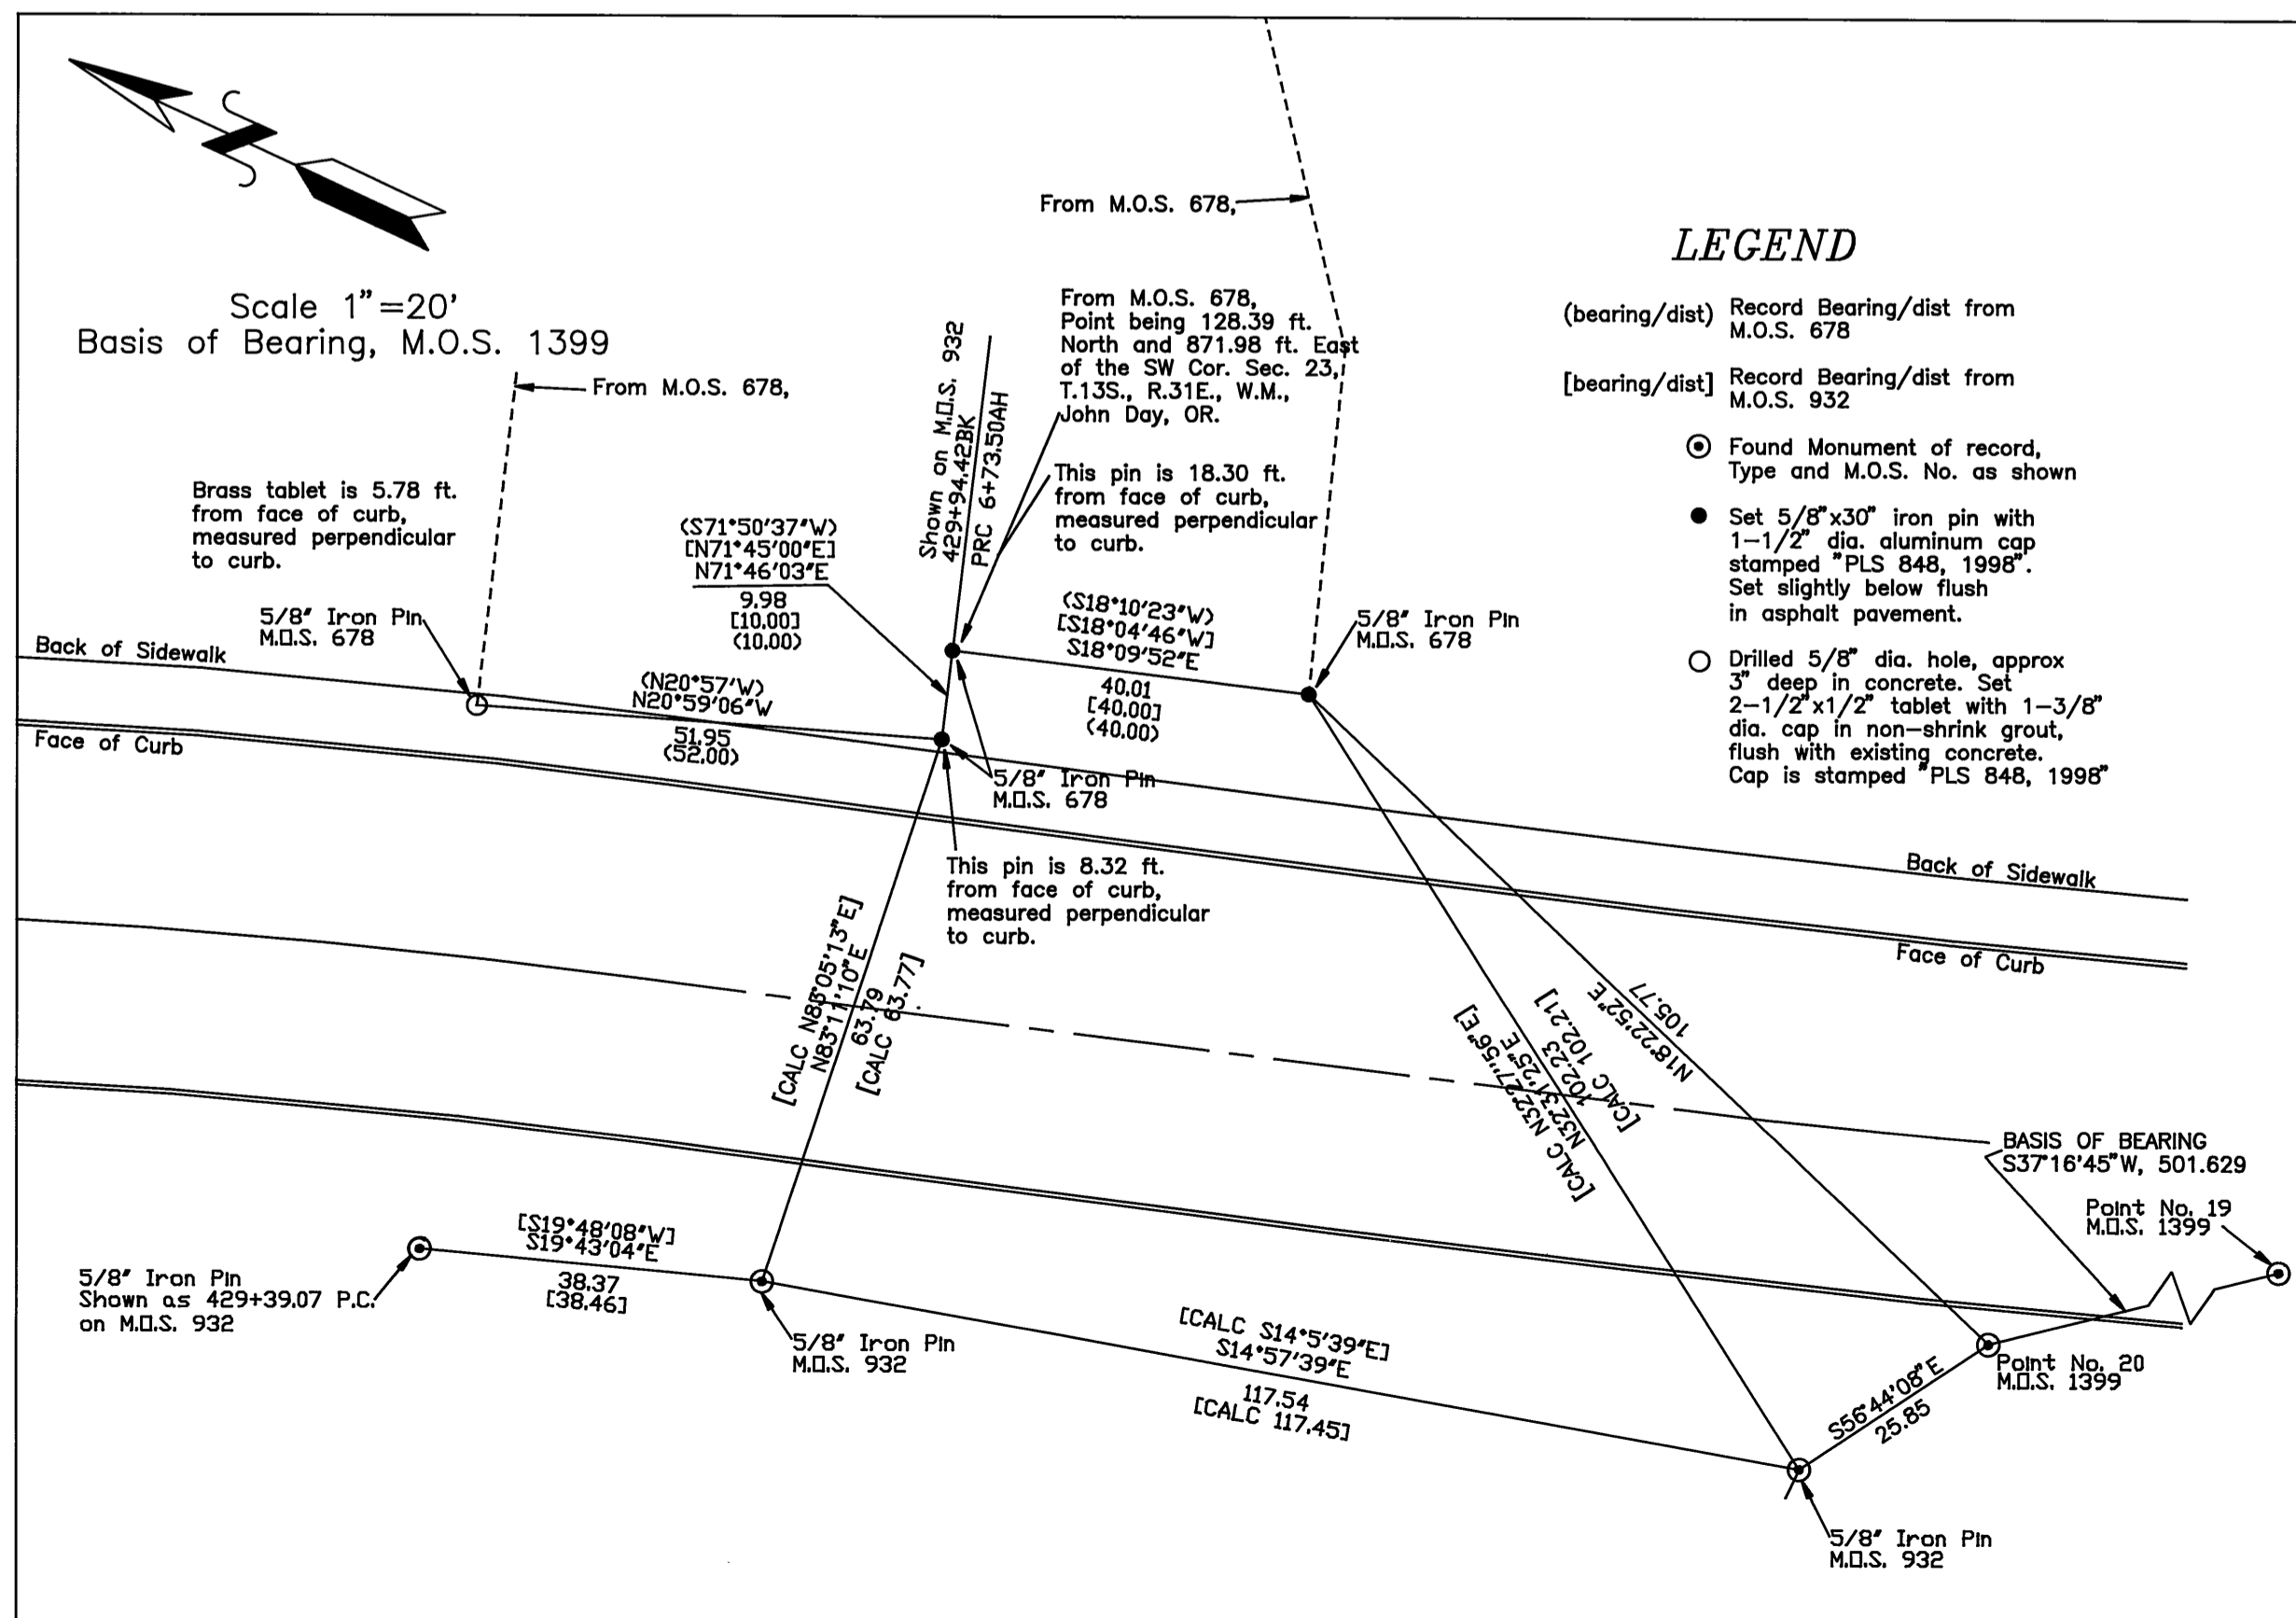 Scale 1"=20'
Basis of Bearing, M.O.S. 1399
From M.O.S. 678,
From M.O.S. 678,
From M.O.S. 678,
Point being 128.39 ft.
North and 871.98 ft. East
of the SW Cor. Sec. 23,
T.13S., R.31E., W.M.,
John Day, OR.
Shown on M.O.S. 932
429+94.42BK
PRC 6+73.50AH
This pin is 18.30 ft.
from face of curb,
measured perpendicular
to curb.
Brass tablet is 5.78 ft.
from face of curb,
measured perpendicular
to curb.
(S71°50'37"W)
[N71°45'00"E]
N71°46'03"E
9.98
[10.00]
(10.00)
5/8" Iron Pin
M.O.S. 678
(S18°10'23"W)
[S18°04'46"W]
S18°09'52"E
40.01
[40.00]
(40.00)
5/8" Iron Pin
M.O.S. 678
Back of Sidewalk
Face of Curb
(N20°57'W)
N20°59'06"W
51.95
(52.00)
5/8" Iron Pin
M.O.S. 678
This pin is 8.32 ft.
from face of curb,
measured perpendicular
to curb.
Back of Sidewalk
Face of Curb
[CALC N83°05'13"E]
N83°11'10"E
63.79
[CALC 63.77]
[CALC N32°27'56"E]
N32°31'25"E
102.23
[CALC 102.21]
N18°22'52"E
105.77
BASIS OF BEARING
S37°16'45"W, 501.629
Point No. 19
M.O.S. 1399
[S19°48'08"W]
S19°43'04"E
38.37
[38.46]
5/8" Iron Pin
Shown as 429+39.07 P.C.
on M.O.S. 932
5/8" Iron Pin
M.O.S. 932
[CALC S14°5'39"E]
S14°57'39"E
117.54
[CALC 117.45]
S56°44'08"E
25.85
Point No. 20
M.O.S. 1399
5/8" Iron Pin
M.O.S. 932
LEGEND
(bearing/dist) Record Bearing/dist from
M.O.S. 678
[bearing/dist] Record Bearing/dist from
M.O.S. 932
Found Monument of record,
Type and M.O.S. No. as shown
Set 5/8"x30" iron pin with
1-1/2" dia. aluminum cap
stamped "PLS 848, 1998".
Set slightly below flush
in asphalt pavement.
Drilled 5/8" dia. hole, approx
3" deep in concrete. Set
2-1/2"x1/2" tablet with 1-3/8"
dia. cap in non-shrink grout,
flush with existing concrete.
Cap is stamped "PLS 848, 1998"